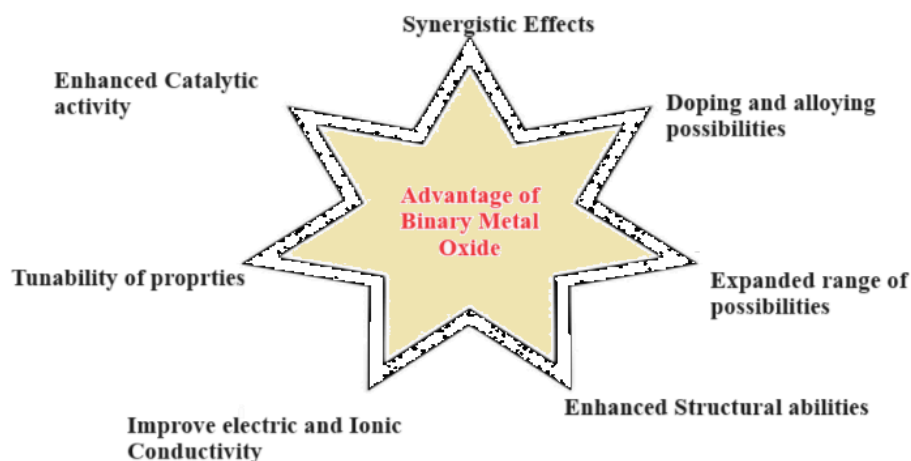 Synergistic Effects
Enhanced Catalytic
activity
Doping and alloying
possibilities
Advantage of
Binary Metal
Oxide
Tunability of proprties
Expanded range of
possibilities
Improve electric and Ionic
Conductivity
Enhanced Structural abilities